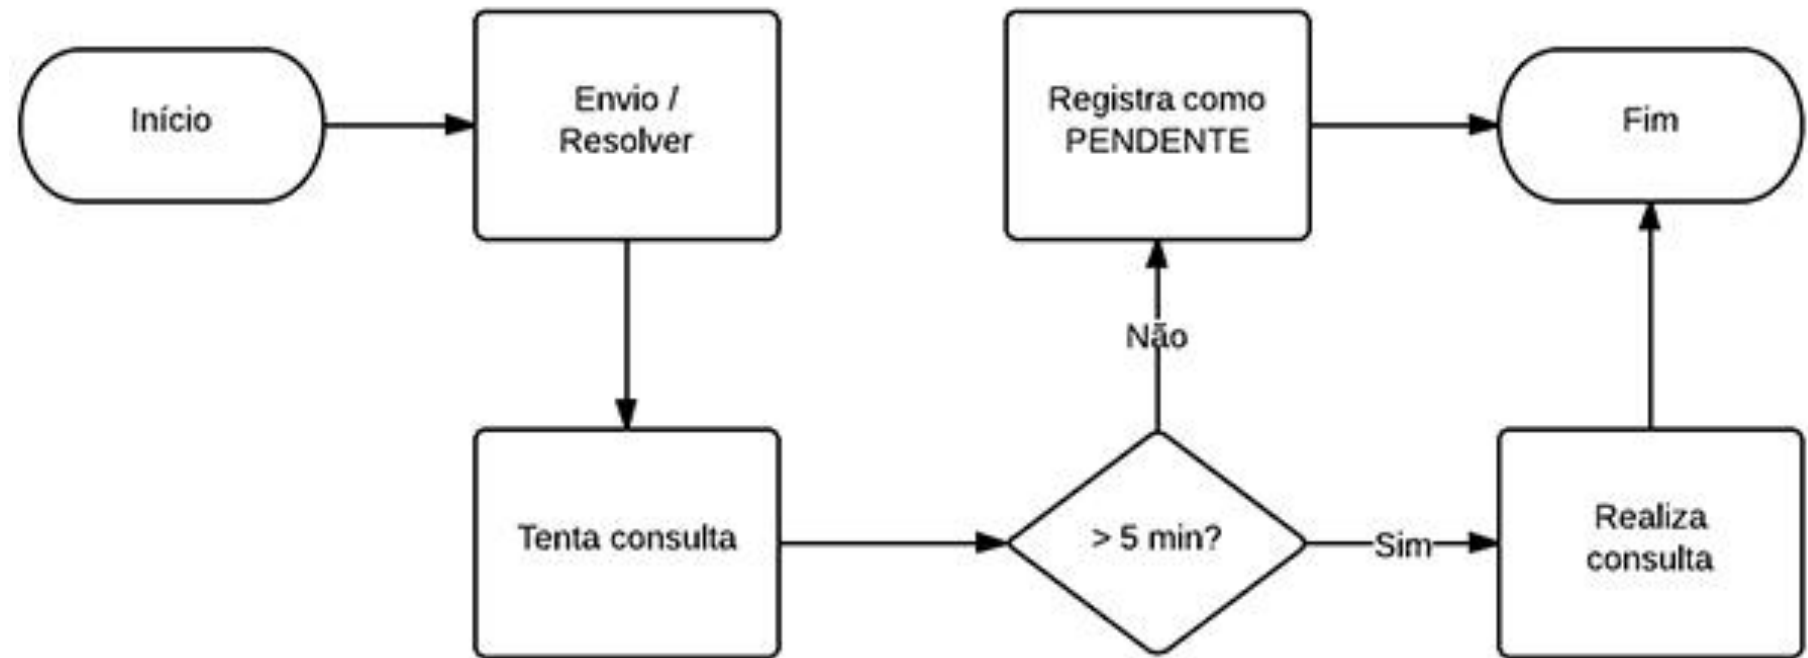 Início
Envio /
Resolver
Registra como
PENDENTE
Fim
Não
Tenta consulta
> 5 min?
Sim
Realiza
consulta